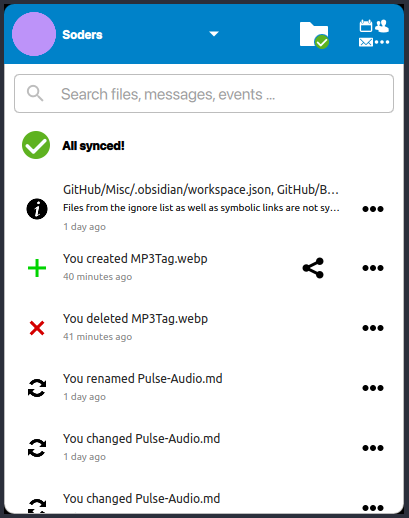 Soders
Search files, messages, events ...
All synced!
GitHub/Misc/.obsidian/workspace.json, GitHub/B...
Files from the ignore list as well as symbolic links are not sy...
1 day ago
You created MP3Tag.webp
40 minutes ago
You deleted MP3Tag.webp
41 minutes ago
You renamed Pulse-Audio.md
1 day ago
You changed Pulse-Audio.md
1 day ago
You changed Pulse-Audio.md